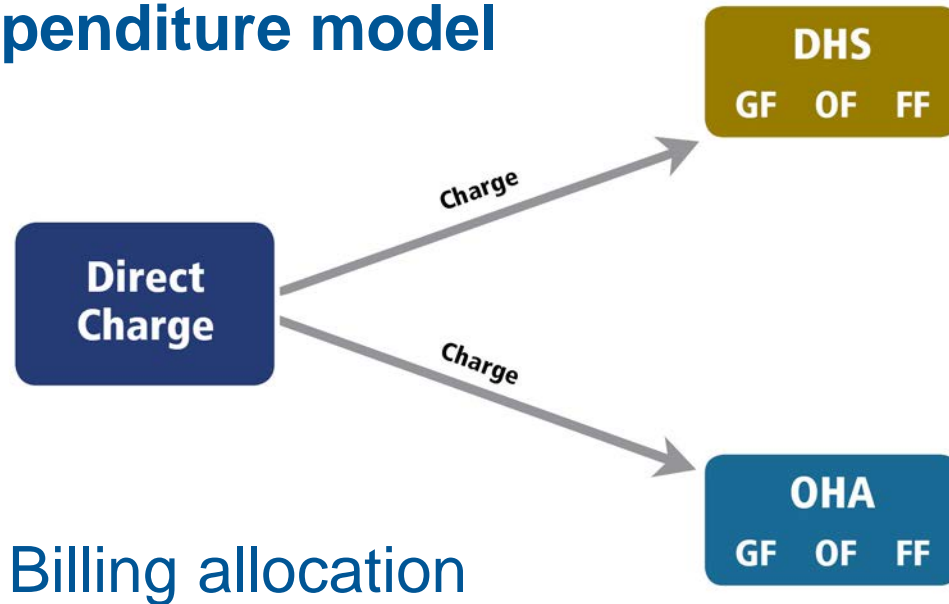 penditure model
DHS
GF OF FF
Charge
Direct
Charge
Charge
OHA
GF OF FF
Billing allocation